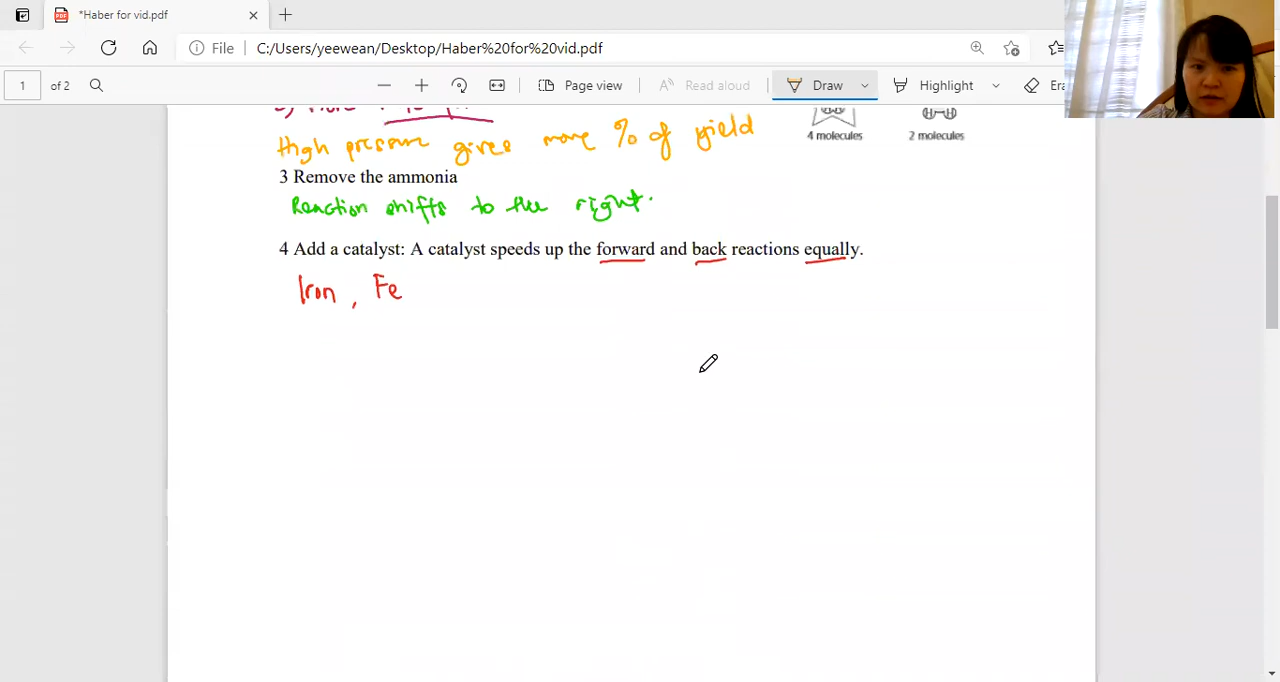 *Haber for vid.pdf
File C:/Users/yeewean/Desktop/Haber%20for%20vid.pdf
1 of 2 Page view Read aloud Draw Highlight Era
High pressure gives more % of yield
4 molecules 2 molecules
3 Remove the ammonia
Reaction shifts to the right.
4 Add a catalyst: A catalyst speeds up the forward and back reactions equally.
Iron, Fe